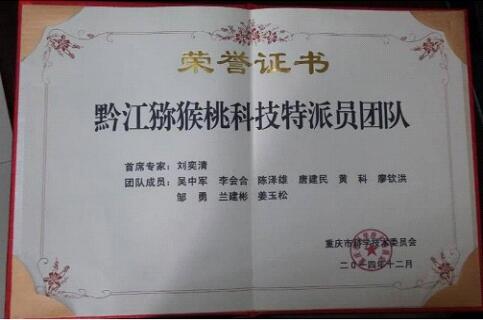 荣誉证书
黔江猕猴桃科技特派员团队
首席专家：刘奕清
团队成员：吴中军 李会合 陈泽雄 唐建民 黄 科 廖钦洪
邹 勇 兰建彬 姜玉松
重庆市科学技术委员会
二〇一四年十二月